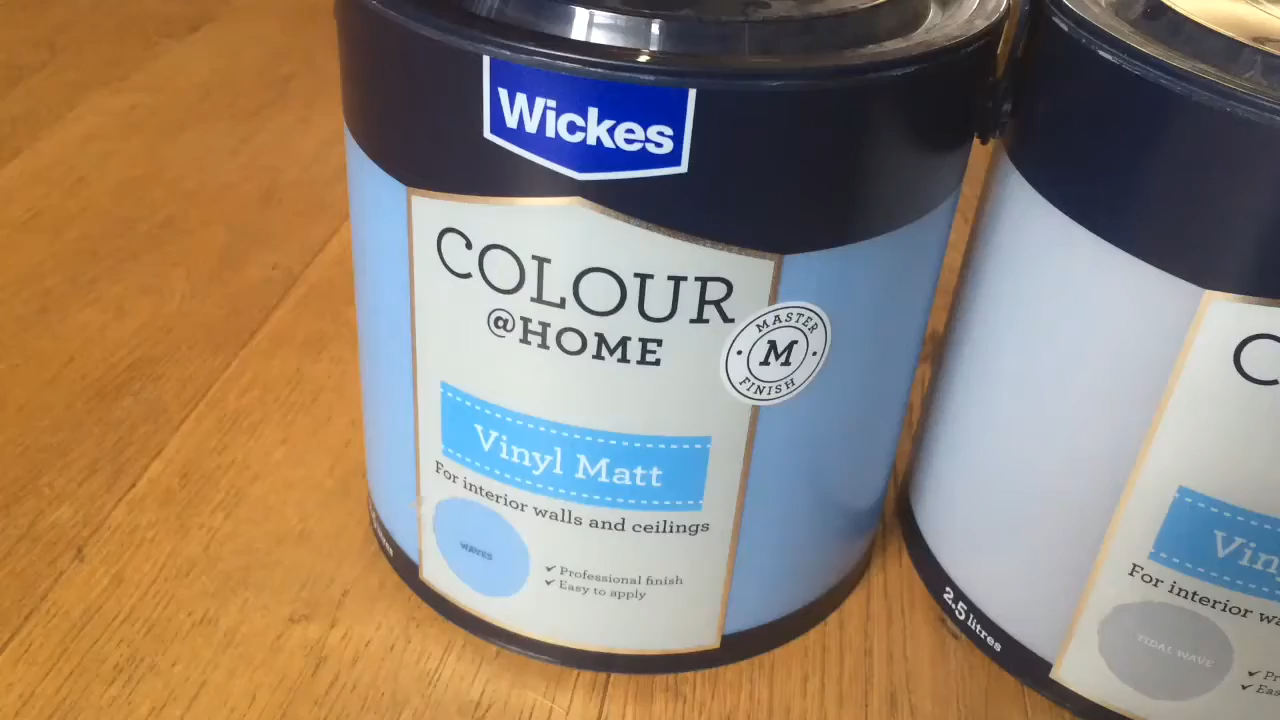 Wickes
COLOUR
@HOME
MASTER
M
FINISH
Vinyl Matt
For interior walls and ceilings
WAVES
✓ Professional finish
✓ Easy to apply
2.5 litres
TIDAL WAVE
For interior